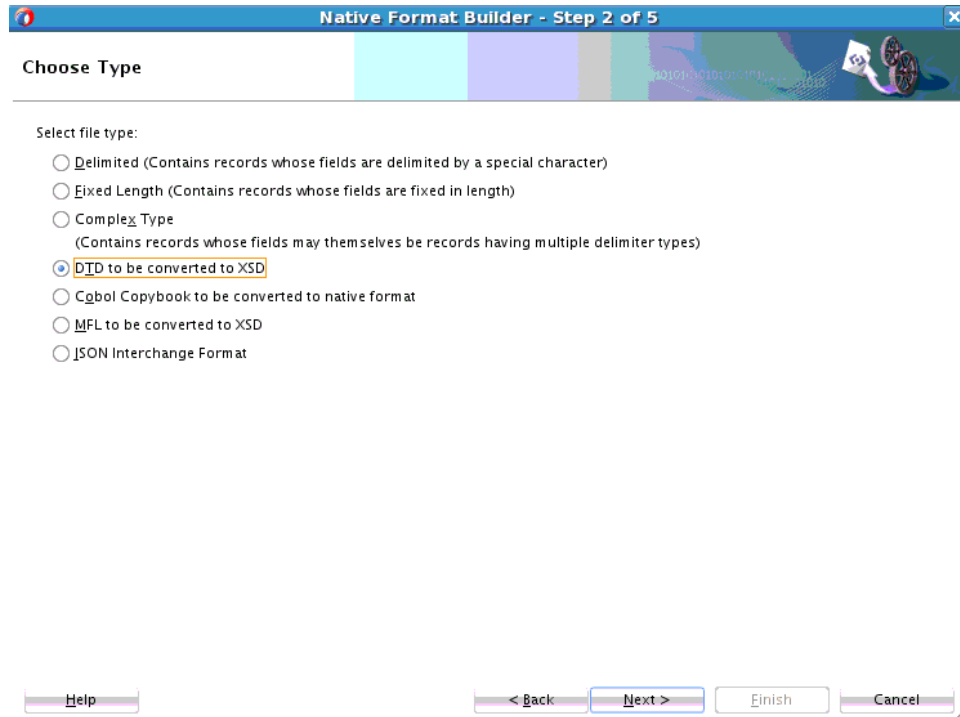 Native Format Builder - Step 2 of 5
Choose Type
Select file type:
Delimited (Contains records whose fields are delimited by a special character)
Fixed Length (Contains records whose fields are fixed in length)
Complex Type
(Contains records whose fields may themselves be records having multiple delimiter types)
DTD to be converted to XSD
Cobol Copybook to be converted to native format
MFL to be converted to XSD
JSON Interchange Format
Help < Back Next > Finish Cancel